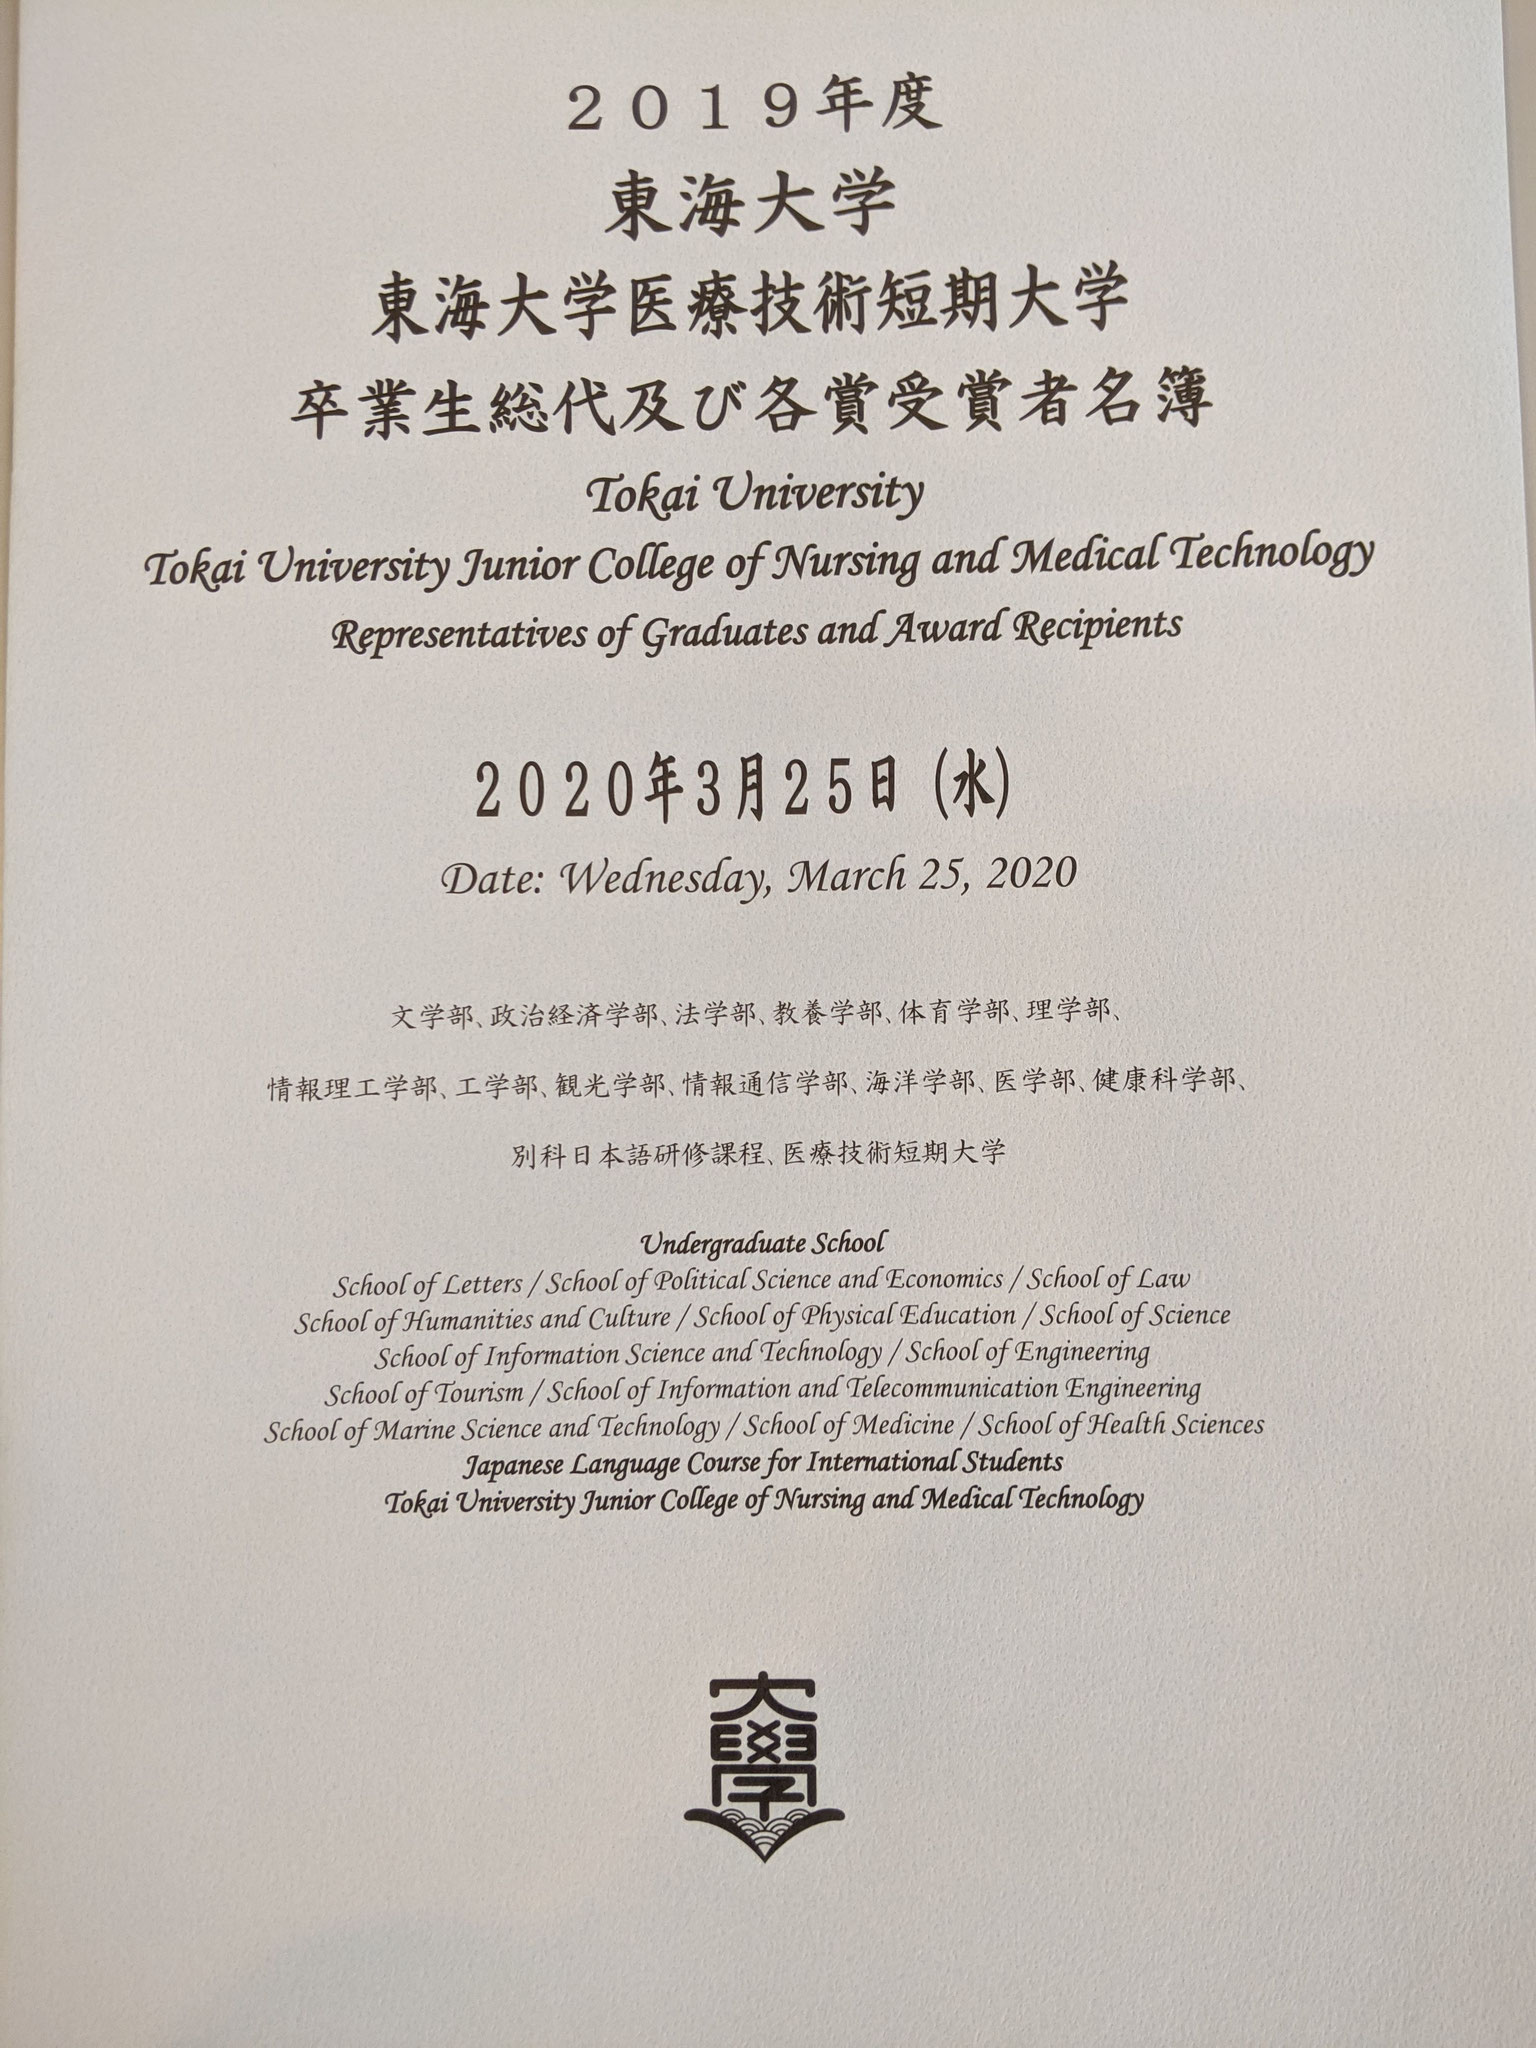 ２０１９年度
東海大学
東海大学医療技術短期大学
卒業生総代及び各賞受賞者名簿
Tokai University
Tokai University Junior College of Nursing and Medical Technology
Representatives of Graduates and Award Recipients
２０２０年３月２５日（水）
Date: Wednesday, March 25, 2020
文学部、政治経済学部、法学部、教養学部、体育学部、理学部、
情報理工学部、工学部、観光学部、情報通信学部、海洋学部、医学部、健康科学部、
別科日本語研修課程、医療技術短期大学
Undergraduate School
School of Letters / School of Political Science and Economics / School of Law
School of Humanities and Culture / School of Physical Education / School of Science
School of Information Science and Technology / School of Engineering
School of Tourism / School of Information and Telecommunication Engineering
School of Marine Science and Technology / School of Medicine / School of Health Sciences
Japanese Language Course for International Students
Tokai University Junior College of Nursing and Medical Technology
大學